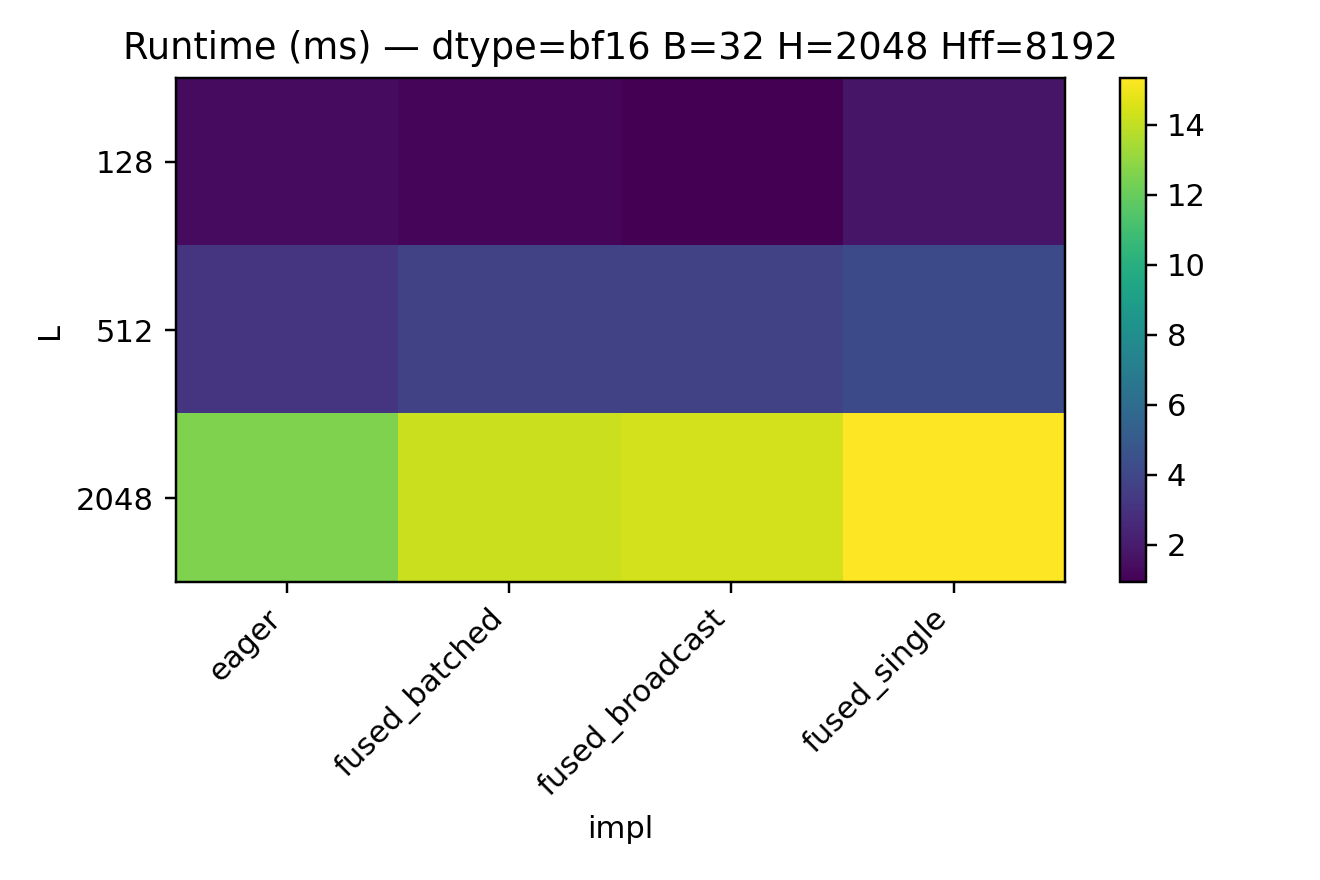 Runtime (ms) — dtype=bf16 B=32 H=2048 Hff=8192
128
512
2048
L
eager
fused_batched
fused_broadcast
fused_single
impl
14
12
10
8
6
4
2